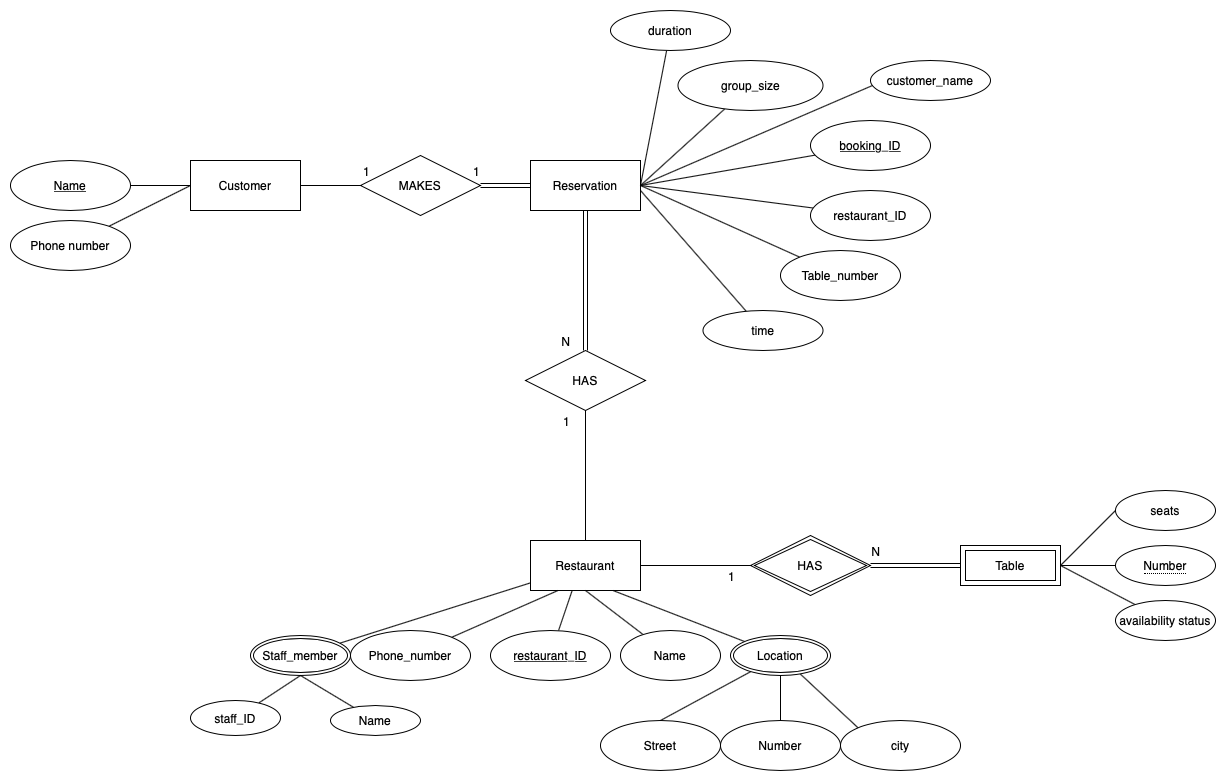 duration
group_size
customer_name
booking_ID
Name
Customer
1
MAKES
1
Reservation
restaurant_ID
Phone number
Table_number
time
N
HAS
1
seats
Restaurant
1
HAS
N
Table
Number
availability status
Staff_member
Phone_number
restaurant_ID
Name
Location
staff_ID
Name
Street
Number
city